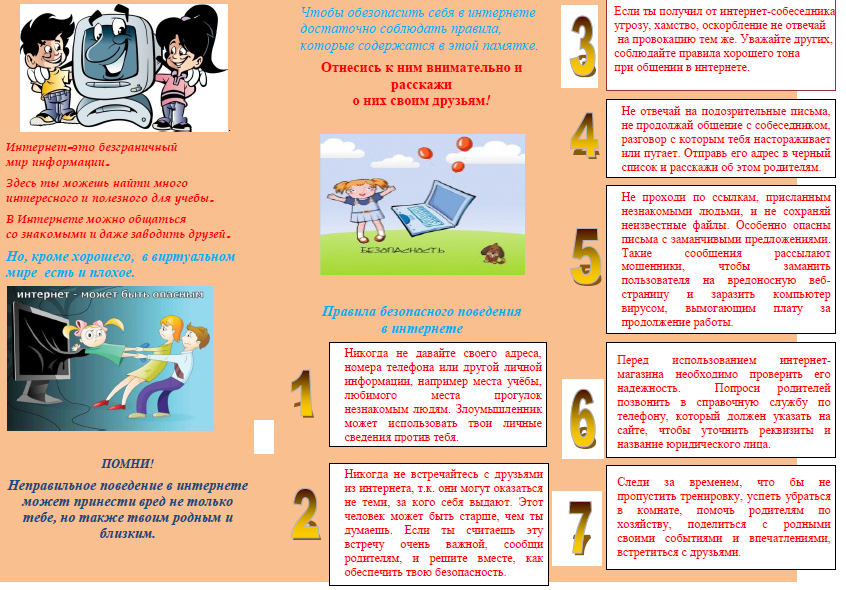 Интернет-это безграничный
мир информации.
Здесь ты можешь найти много
интересного и полезного для учебы.
В Интернете можно общаться
со знакомыми и даже заводить друзей.
Но, кроме хорошего, в виртуальном
мире есть и плохое.
интернет - может быть опасным
ПОМНИ!
Неправильное поведение в интернете
может принести вред не только
тебе, но также твоим родным и
близким.
Чтобы обезопасить себя в интернете
достаточно соблюдать правила,
которые содержатся в этой памятке.
Отнесись к ним внимательно и
расскажи
о них своим друзьям!
БЕЗОПАСНОСТЬ
Правила безопасного поведения
в интернете
1
Никогда не давайте своего адреса,
номера телефона или другой личной
информации, например места учёбы,
любимого места прогулок
незнакомым людям. Злоумышленник
может использовать твои личные
сведения против тебя.
2
Никогда не встречайтесь с друзьями
из интернета, т.к. они могут оказаться
не теми, за кого себя выдают. Этот
человек может быть старше, чем ты
думаешь. Если ты считаешь эту
встречу очень важной, сообщи
родителям, и решите вместе, как
обеспечить твою безопасность.
3
Если ты получил от интернет-собеседника
угрозу, хамство, оскорбление не отвечай
на провокацию тем же. Уважайте других,
соблюдайте правила хорошего тона
при общении в интернете.
4
Не отвечай на подозрительные письма,
не продолжай общение с собеседником,
разговор с которым тебя настораживает
или пугает. Отправь его адрес в черный
список и расскажи об этом родителям.
5
Не проходи по ссылкам, присланным
незнакомыми людьми, и не сохраняй
неизвестные файлы. Особенно опасны
письма с заманчивыми предложениями.
Такие сообщения рассылают
мошенники, чтобы заманить
пользователя на вредоносную веб-
страницу и заразить компьютер
вирусом, вымогающим плату за
продолжение работы.
6
Перед использованием интернет-
магазина необходимо проверить его
надежность. Попроси родителей
позвонить в справочную службу по
телефону, который должен указать на
сайте, чтобы уточнить реквизиты и
название юридического лица.
7
Следи за временем, что бы не
пропустить тренировку, успеть убраться
в комнате, помочь родителям по
хозяйству, поделиться с родными
своими событиями и впечатлениями,
встретиться с друзьями.